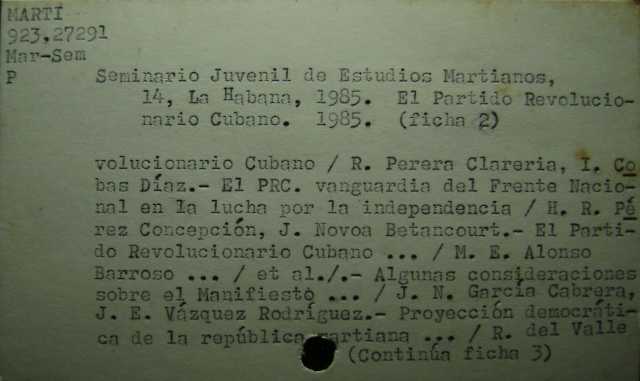 MARTÍ
923.27291
Mar-Sem
P Seminario Juvenil de Estudios Martianos,
14, La Habana, 1985. El Partido Revolucio-
nario Cubano. 1985. (ficha 2)
volucionario Cubano / R. Perera Clareria, I. Co
bas Díaz.- El PRC. vanguardia del Frente Nacio-
nal en la lucha por la independencia / H. R. Pé
rez Concepción, J. Novoa Betancourt.- El Parti-
do Revolucionario Cubano ... / M. E. Alonso
Barroso ... / et al./.- Algunas consideraciones
sobre el Manifiesto ... / J. N. García Cabrera,
J. E. Vázquez Rodríguez.- Proyección democráti-
ca de la república martiana ... / R. del Valle
(Continúa ficha 3)